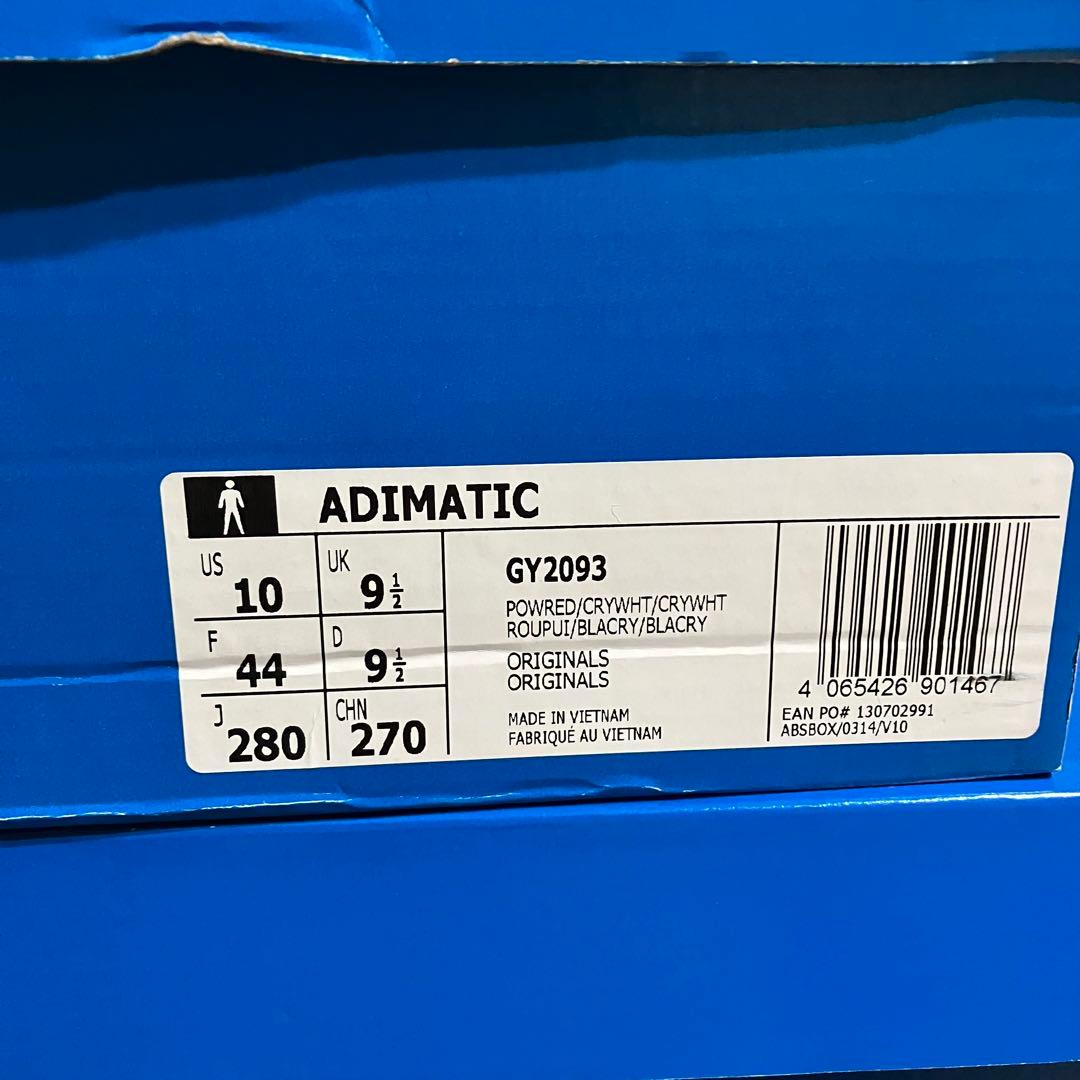 ADIMATIC
US 10
UK 9 1/2
F 44
D 9 1/2
J 280
CHN 270
GY2093
POWRED/CRYWHT/CRYWHT
ROUPUI/BLACRY/BLACRY
ORIGINALS
ORIGINALS
MADE IN VIETNAM
FABRIQUÉ AU VIETNAM
4 065426 901467
EAN PO# 130702991
ABSBOX/0314/V10